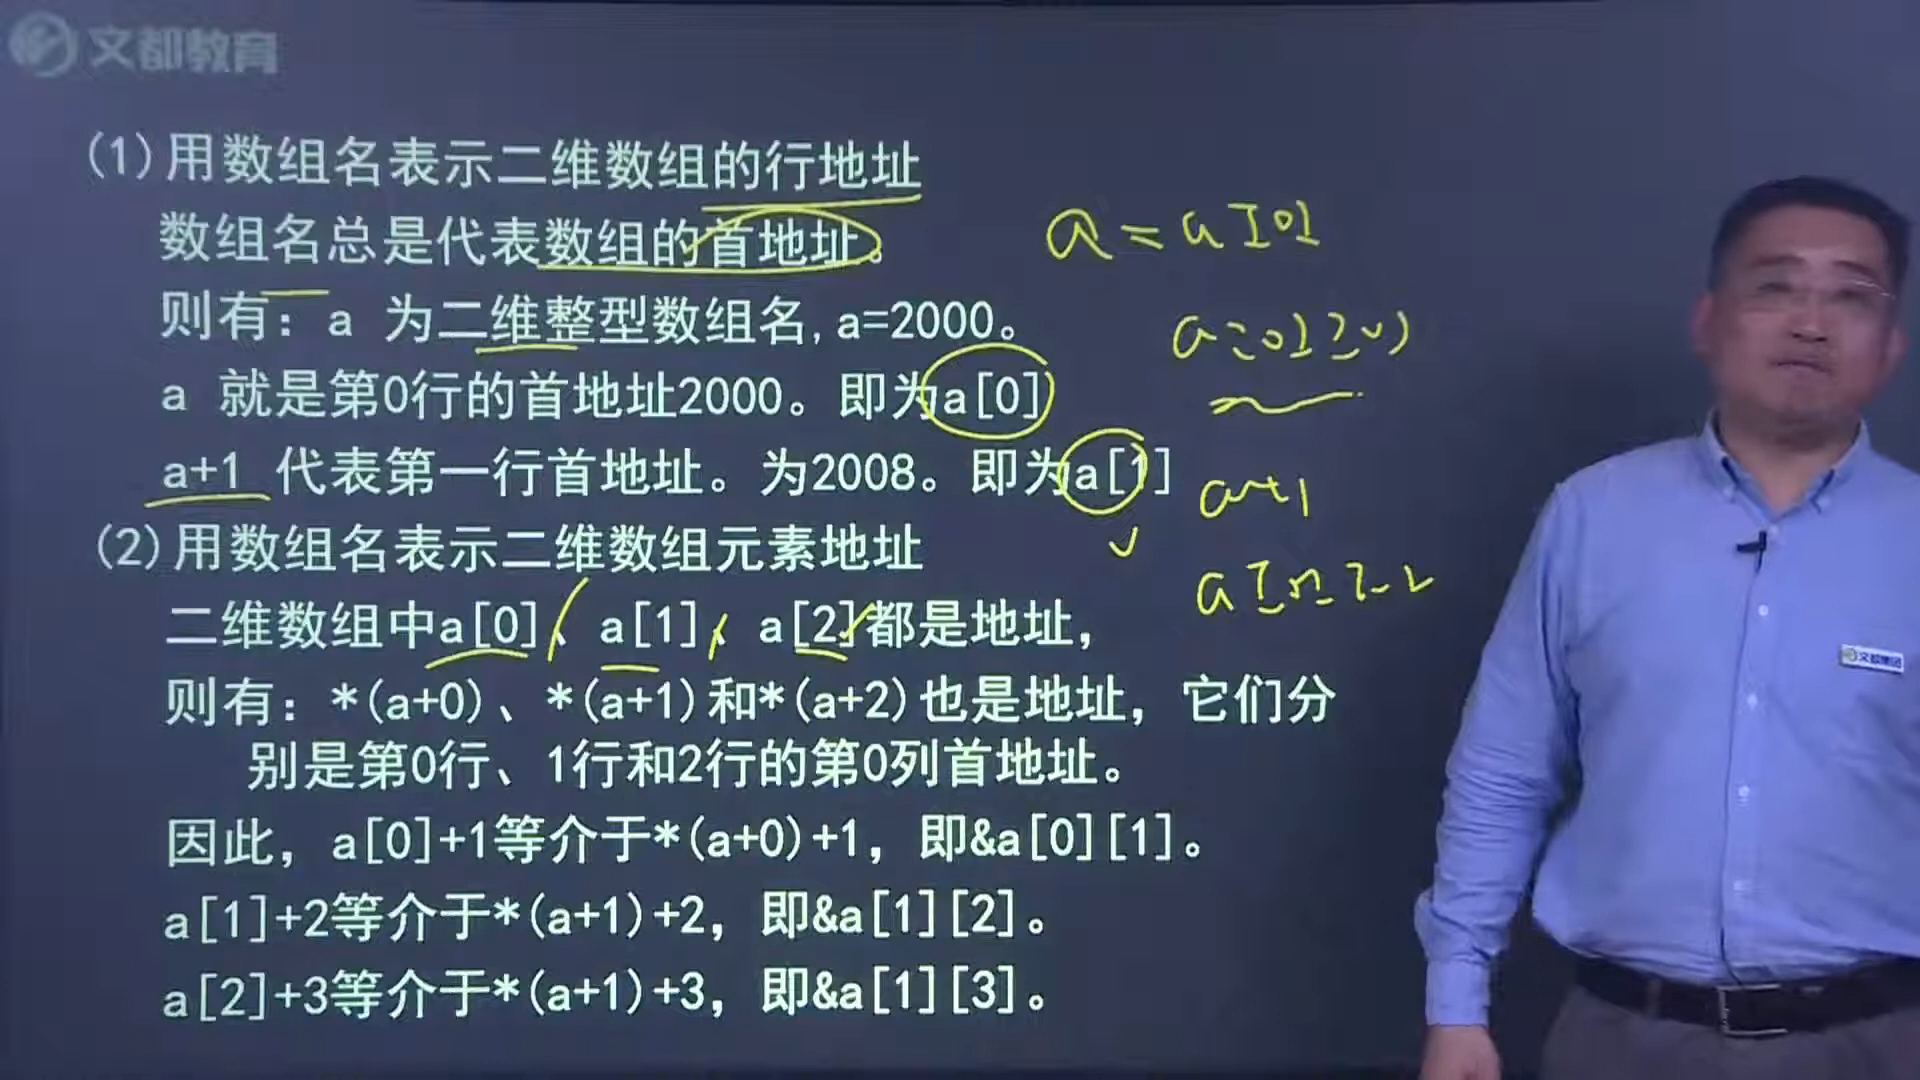 文都教育
(1)用数组名表示二维数组的行地址
数组名总是代表数组的首地址。
则有: a 为二维整型数组名,a=2000。
a 就是第0行的首地址2000。即为a[0]
a+1 代表第一行首地址。为2008。即为a[1]
(2)用数组名表示二维数组元素地址
二维数组中a[0]、a[1]、a[2]都是地址,
则有: *(a+0)、*(a+1)和*(a+2)也是地址, 它们分
别是第0行、1行和2行的第0列首地址。
因此, a[0]+1等介于*(a+0)+1, 即&a[0][1]。
a[1]+2等介于*(a+1)+2, 即&a[1][2]。
a[2]+3等介于*(a+1)+3, 即&a[1][3]。
a=a[0]
a[0][0]
a+1
文都集团